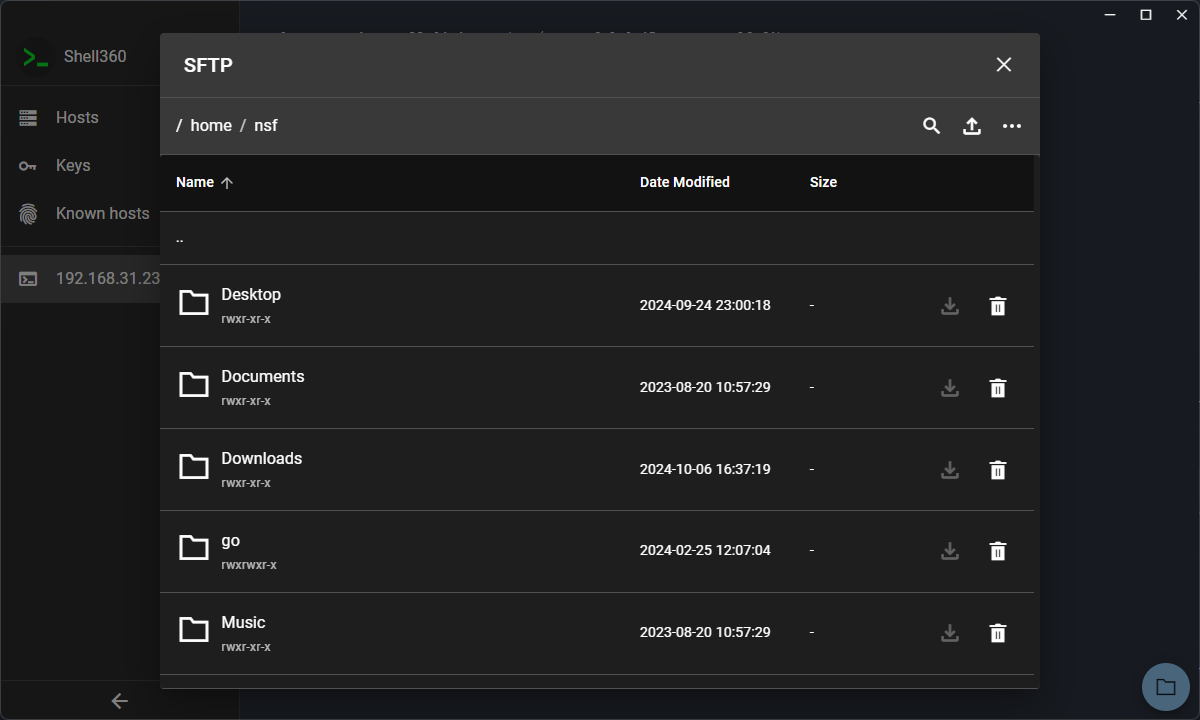 Shell360
Hosts
Keys
Known hosts
192.168.31.23
SFTP
/ home / nsf
Name Date Modified Size
..
Desktop
rwxr-xr-x
2024-09-24 23:00:18 -
Documents
rwxr-xr-x
2023-08-20 10:57:29 -
Downloads
rwxr-xr-x
2024-10-06 16:37:19 -
go
rwxrwxr-x
2024-02-25 12:07:04 -
Music
rwxr-xr-x
2023-08-20 10:57:29 -